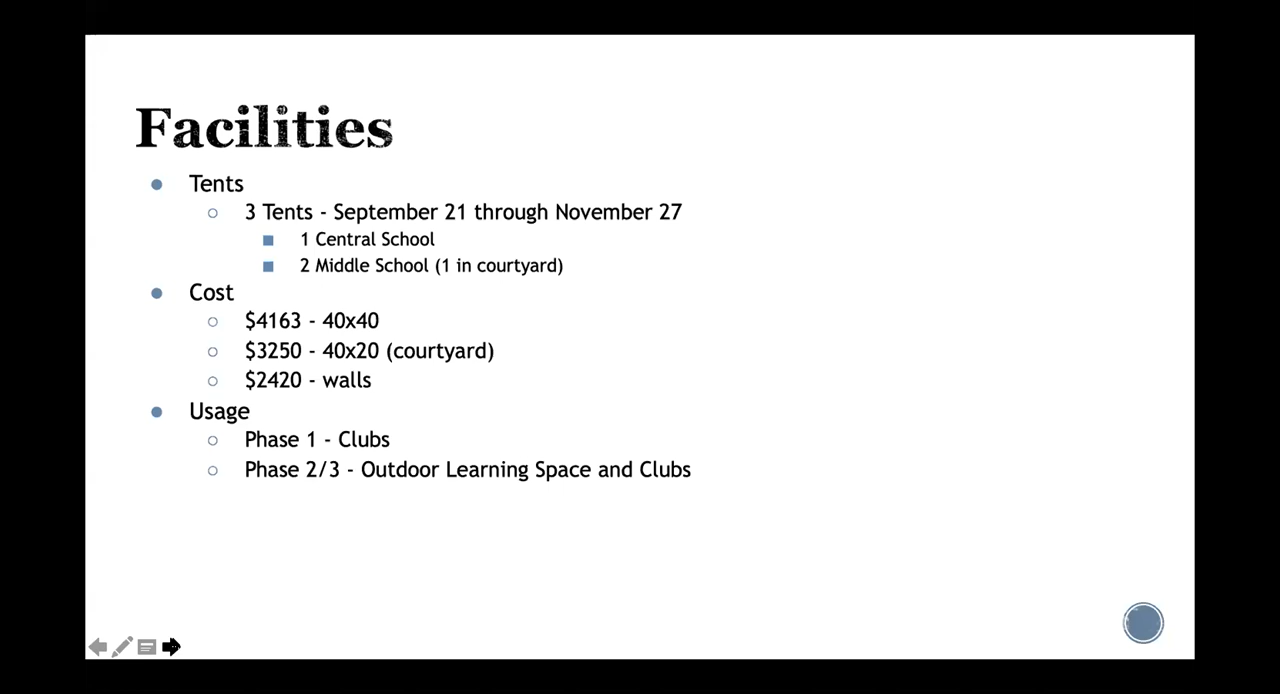 Facilities
Tents
3 Tents - September 21 through November 27
1 Central School
2 Middle School (1 in courtyard)
Cost
$4163 - 40x40
$3250 - 40x20 (courtyard)
$2420 - walls
Usage
Phase 1 - Clubs
Phase 2/3 - Outdoor Learning Space and Clubs